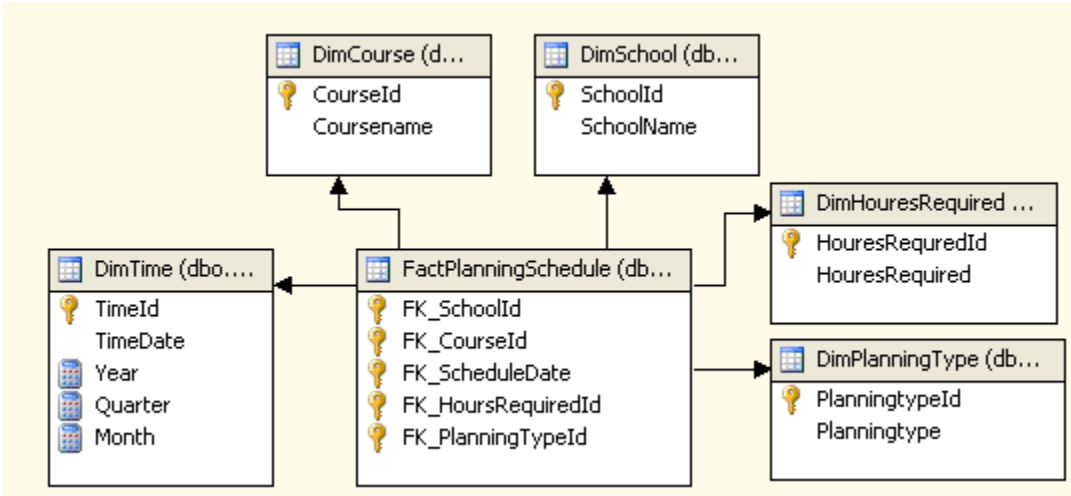 DimCourse (d...
CourseId
Coursename
DimSchool (db...
SchoolId
SchoolName
DimHouresRequired ...
HouresRequredId
HouresRequired
DimTime (dbo....
TimeId
TimeDate
Year
Quarter
Month
FactPlanningSchedule (db...
FK_SchoolId
FK_CourseId
FK_ScheduleDate
FK_HoursRequiredId
FK_PlanningTypeId
DimPlanningType (db...
PlanningtypeId
Planningtype